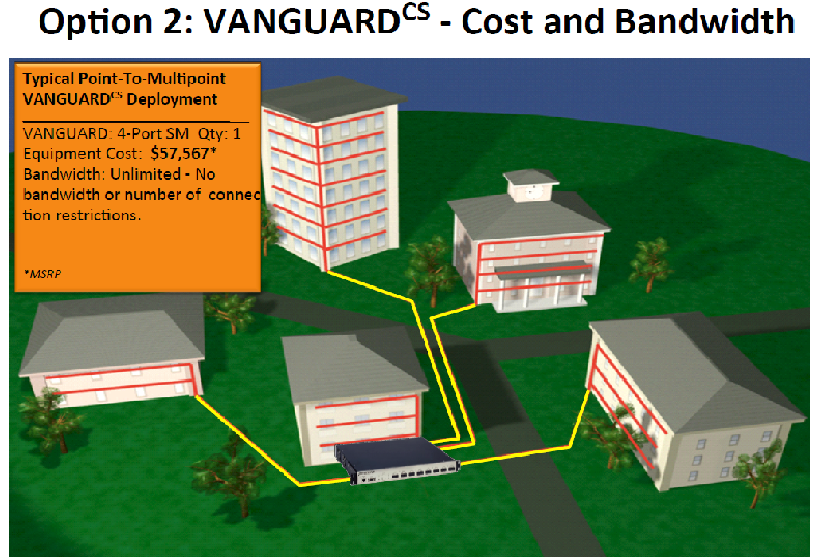 Option 2: VANGUARDCS - Cost and Bandwidth
Typical Point-To-Multipoint
VANGUARDCS Deployment
VANGUARD: 4-Port SM Qty: 1
Equipment Cost: $57,567*
Bandwidth: Unlimited - No
bandwidth or number of connec
tion restrictions.
*MSRP